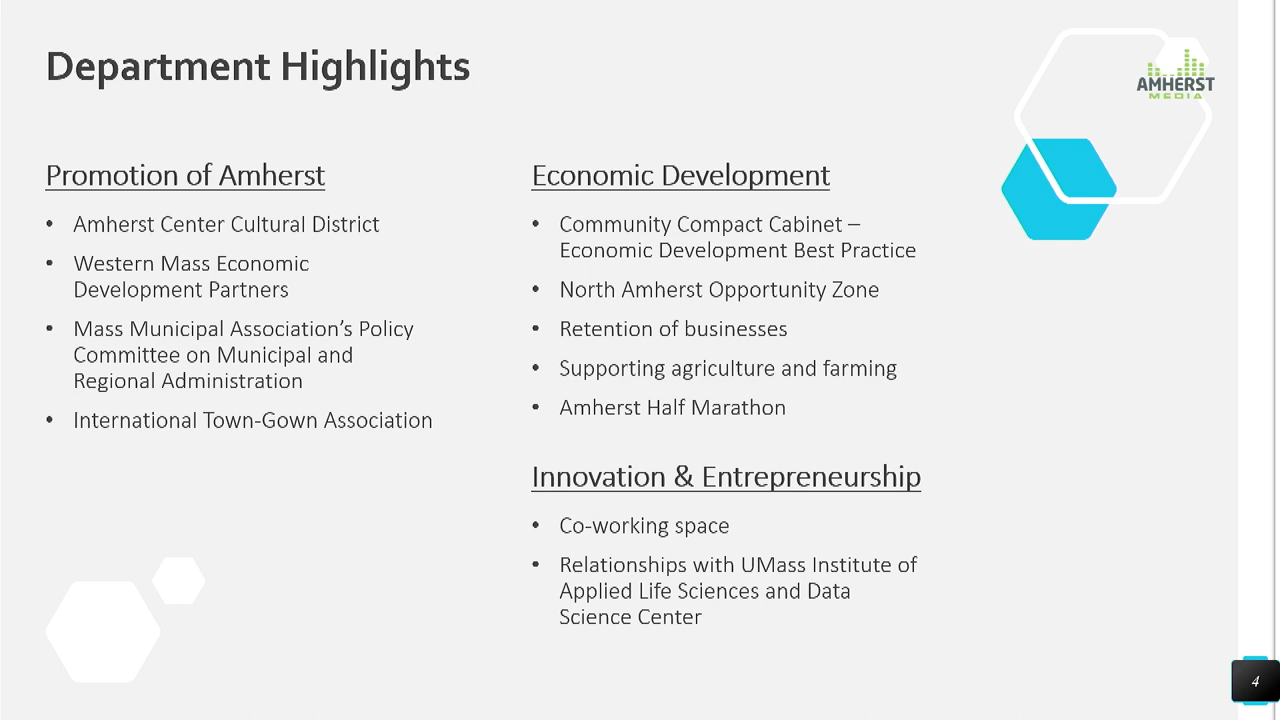 Department Highlights
AMHERST
MEDIA
Promotion of Amherst
• Amherst Center Cultural District
• Western Mass Economic
Development Partners
• Mass Municipal Association’s Policy
Committee on Municipal and
Regional Administration
• International Town-Gown Association
Economic Development
• Community Compact Cabinet –
Economic Development Best Practice
• North Amherst Opportunity Zone
• Retention of businesses
• Supporting agriculture and farming
• Amherst Half Marathon
Innovation & Entrepreneurship
• Co-working space
• Relationships with UMass Institute of
Applied Life Sciences and Data
Science Center
4